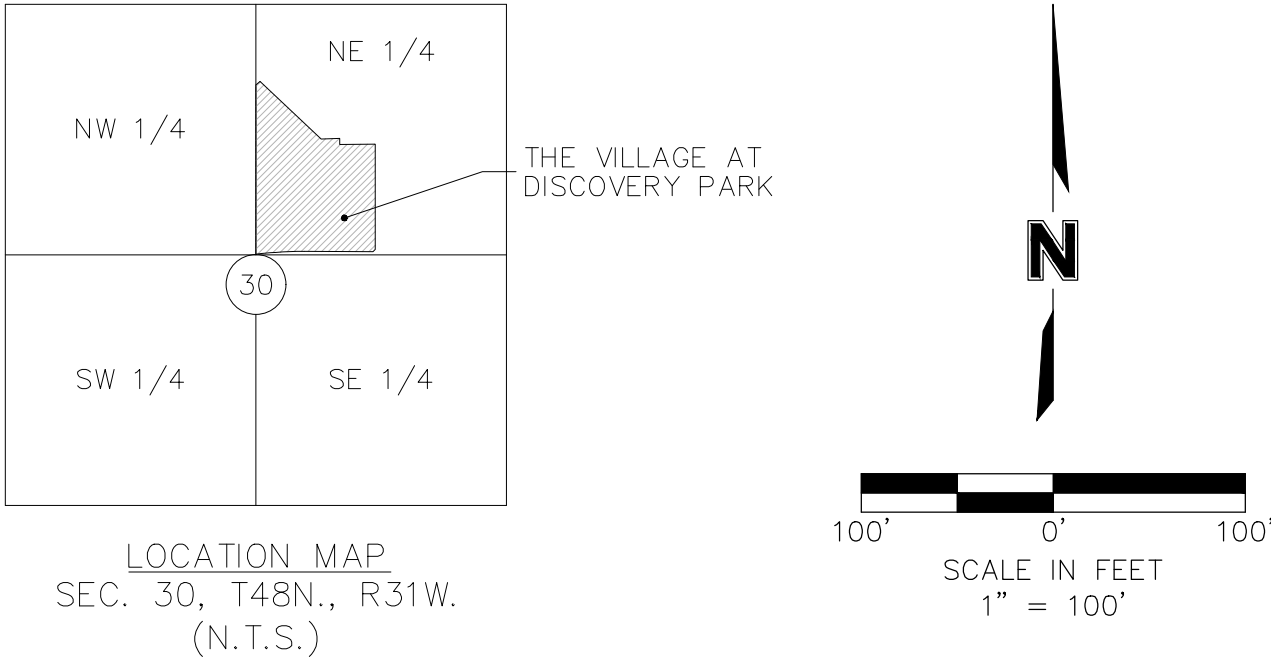 NE 1/4
NW 1/4
THE VILLAGE AT
DISCOVERY PARK
30
SW 1/4
SE 1/4
LOCATION MAP
SEC. 30, T48N., R31W.
(N.T.S.)
N
100' 0' 100'
SCALE IN FEET
1" = 100'